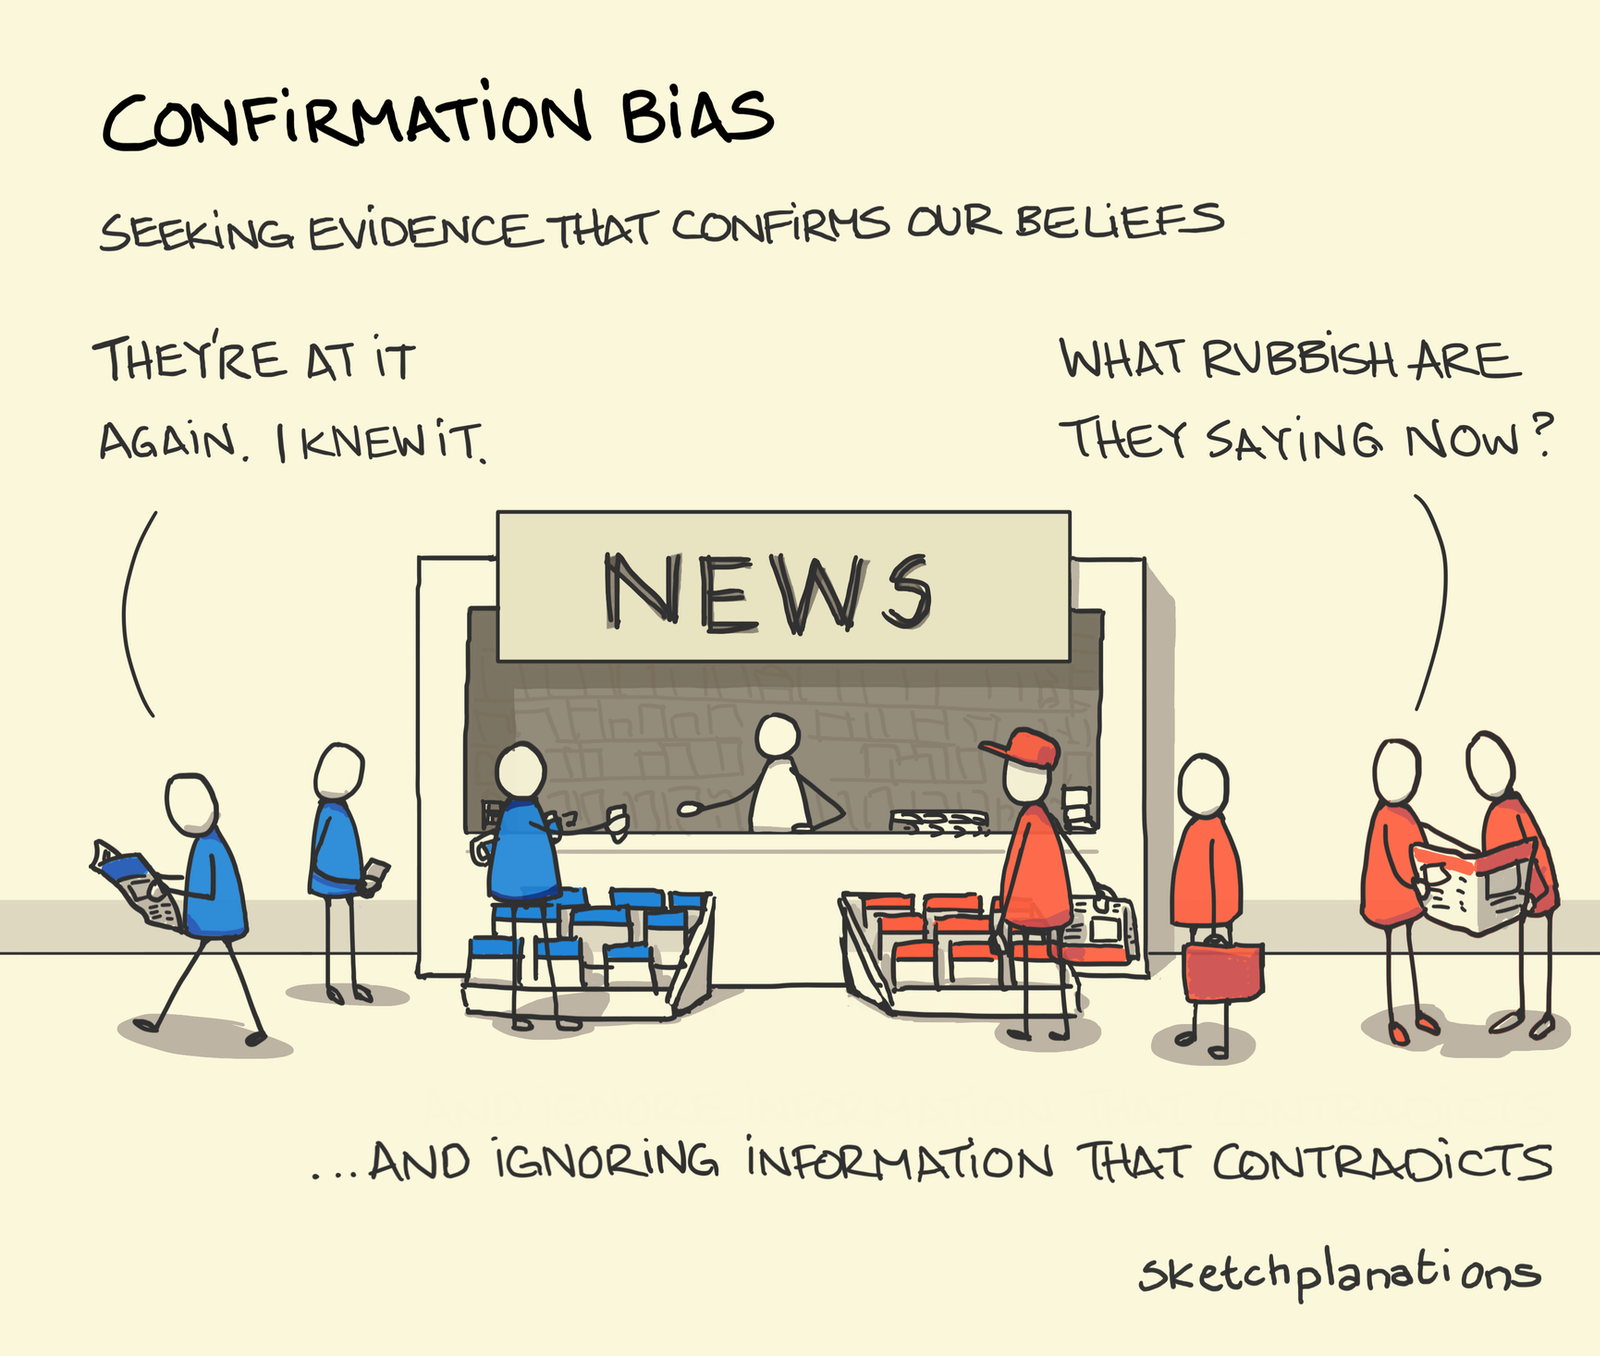 CONFIRMATION BIAS
SEEKING EVIDENCE THAT CONFIRMS OUR BELIEFS
THEY'RE AT IT
AGAIN. I KNEW IT.
WHAT RUBBISH ARE
THEY SAYING NOW?
NEWS
...AND IGNORING INFORMATION THAT CONTRADICTS
sketchplanations